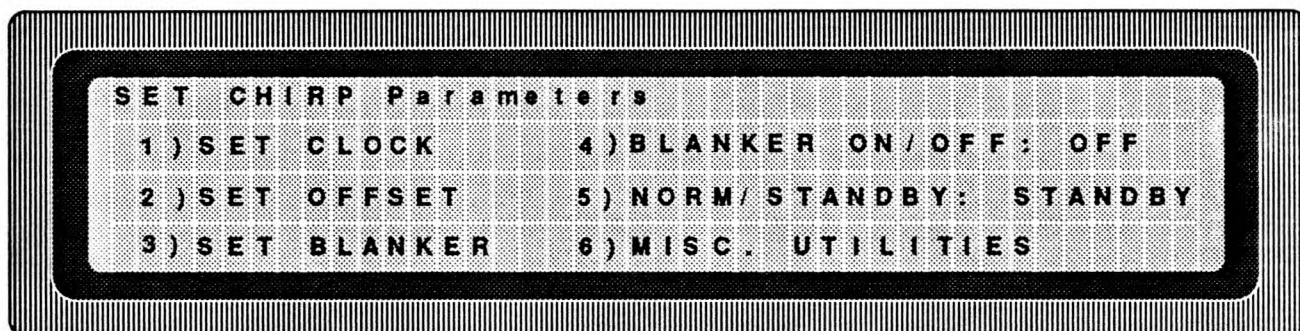 SET CHIRP Parameters
1)SET CLOCK 4)BLANKER ON/OFF: OFF
2)SET OFFSET 5)NORM/STANDBY: STANDBY
3)SET BLANKER 6)MISC. UTILITIES